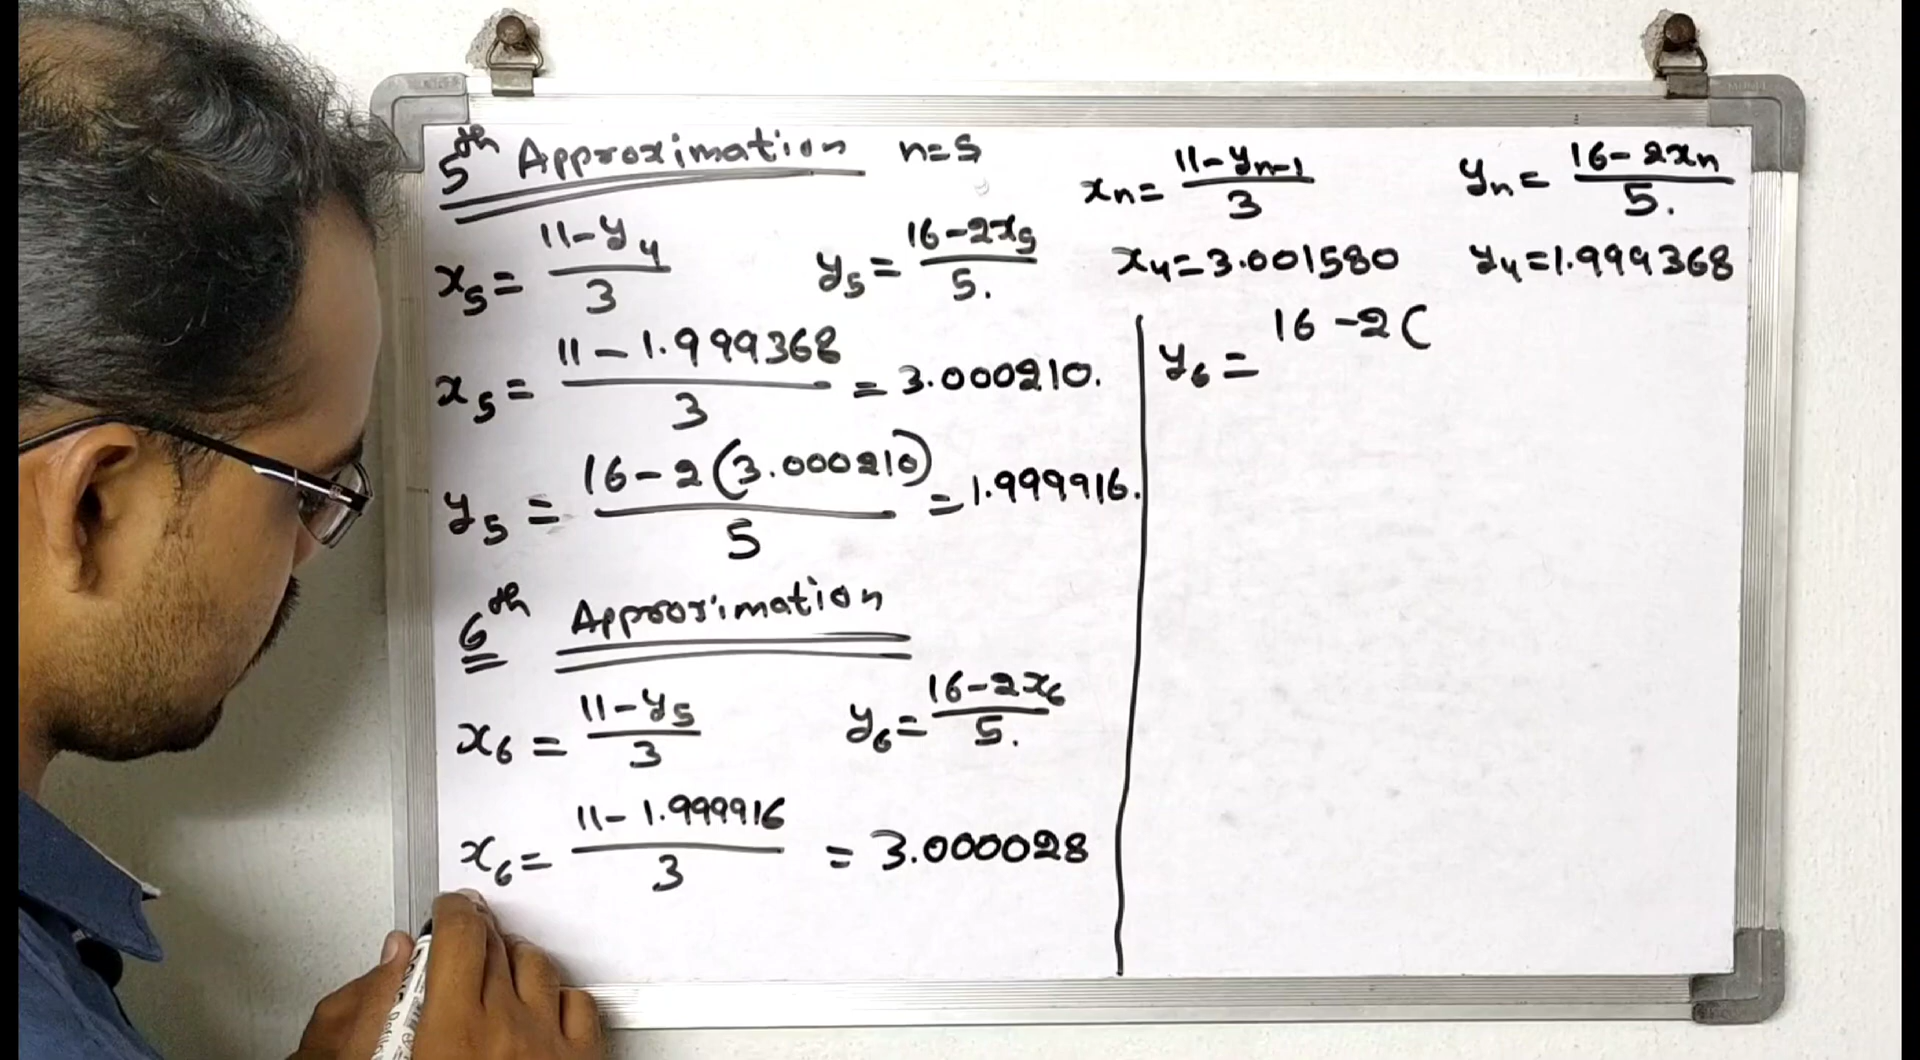 5th Approximation n=5
xn = 11-yn-1 / 3 yn = 16-2xn / 5.
x5 = 11-y4 / 3 y5 = 16-2x5 / 5.
x4=3.001580 y4=1.999368
x5 = 11-1.999368 / 3 = 3.000210.
y5 = 16-2(3.000210) / 5 = 1.999916.
6th Approximation
x6 = 11-y5 / 3 y6 = 16-2x6 / 5.
x6 = 11-1.999916 / 3 = 3.000028
y6 = 16-2(